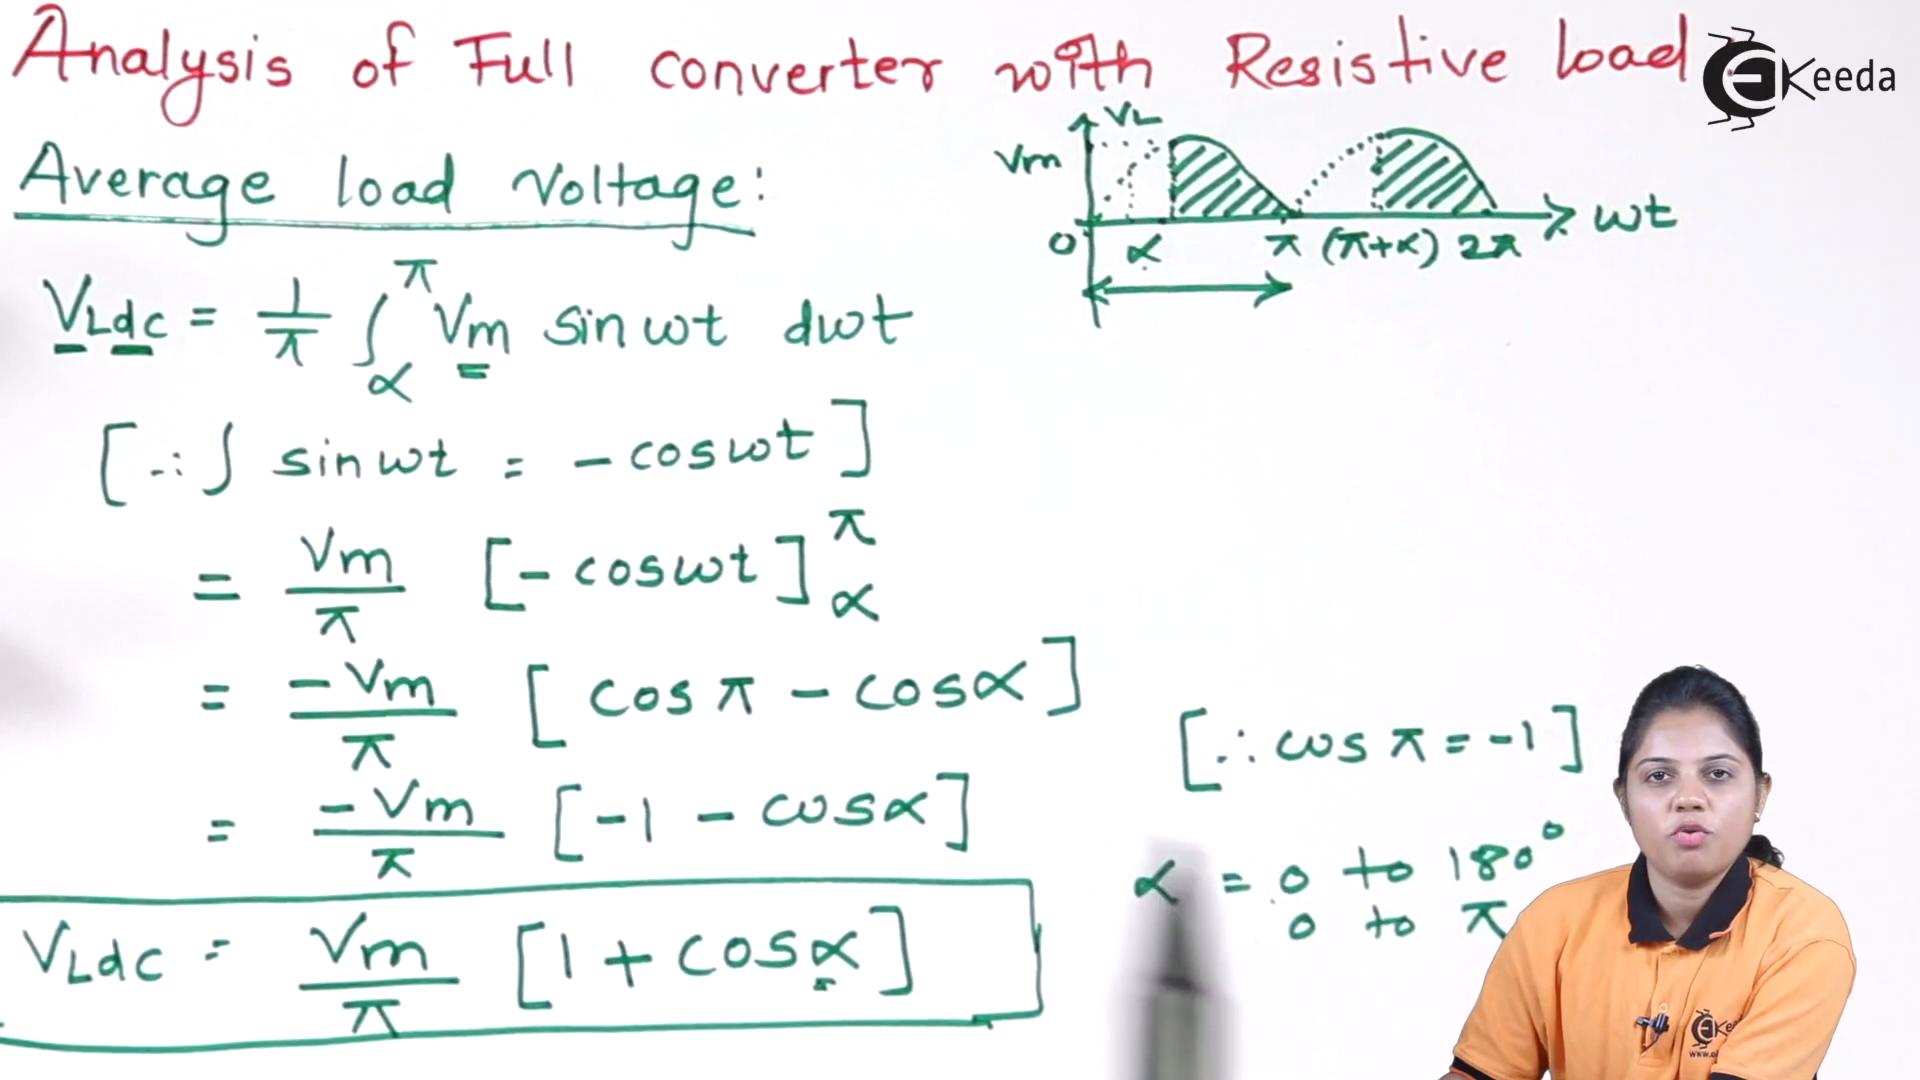 Analysis of Full converter with Resistive load
EKeeda
Average load Voltage:
VL
Vm
0 α π (π+α) 2π ωt
VLdc = 1/π ∫α^π Vm sin ωt dωt
[∴ ∫ sin ωt = - cos ωt]
= Vm/π [- cos ωt]α^π
= -Vm/π [cos π - cos α]
[∴ cos π = -1]
= -Vm/π [-1 - cos α]
α = 0 to 180°
0 to π
VLdc = Vm/π [1 + cos α]